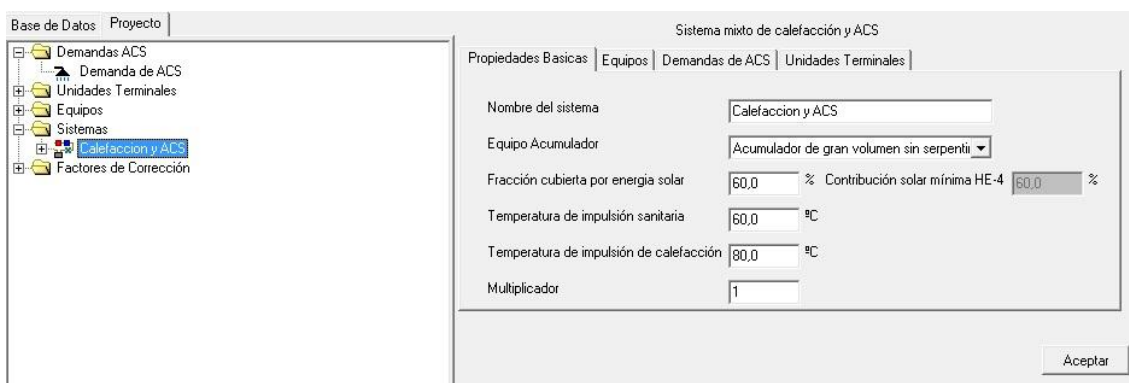 Base de Datos Proyecto
Demandas ACS
Demanda de ACS
Unidades Terminales
Equipos
Sistemas
Calefaccion y ACS
Factores de Corrección
Sistema mixto de calefacción y ACS
Propiedades Basicas Equipos Demandas de ACS Unidades Terminales
Nombre del sistema Calefaccion y ACS
Equipo Acumulador Acumulador de gran volumen sin serpentin
Fracción cubierta por energia solar 60,0 % Contribución solar mínima HE-4 60,0 %
Temperatura de impulsión sanitaria 60,0 ºC
Temperatura de impulsión de calefacción 80,0 ºC
Multiplicador 1
Aceptar